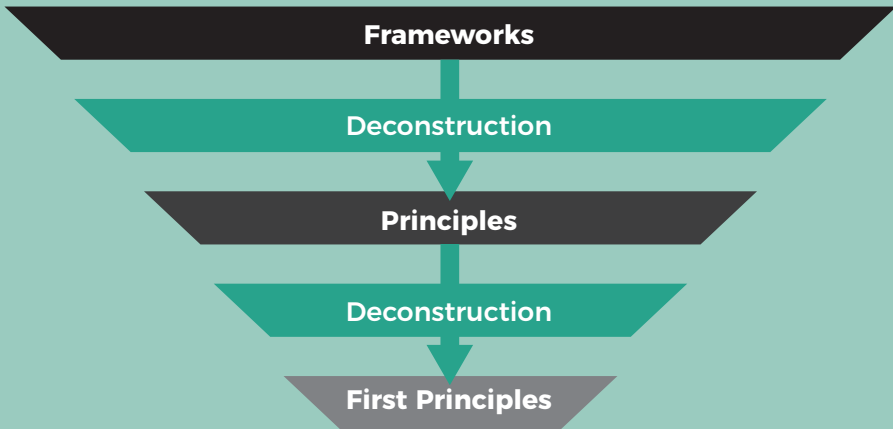 Frameworks
Deconstruction
Principles
Deconstruction
First Principles